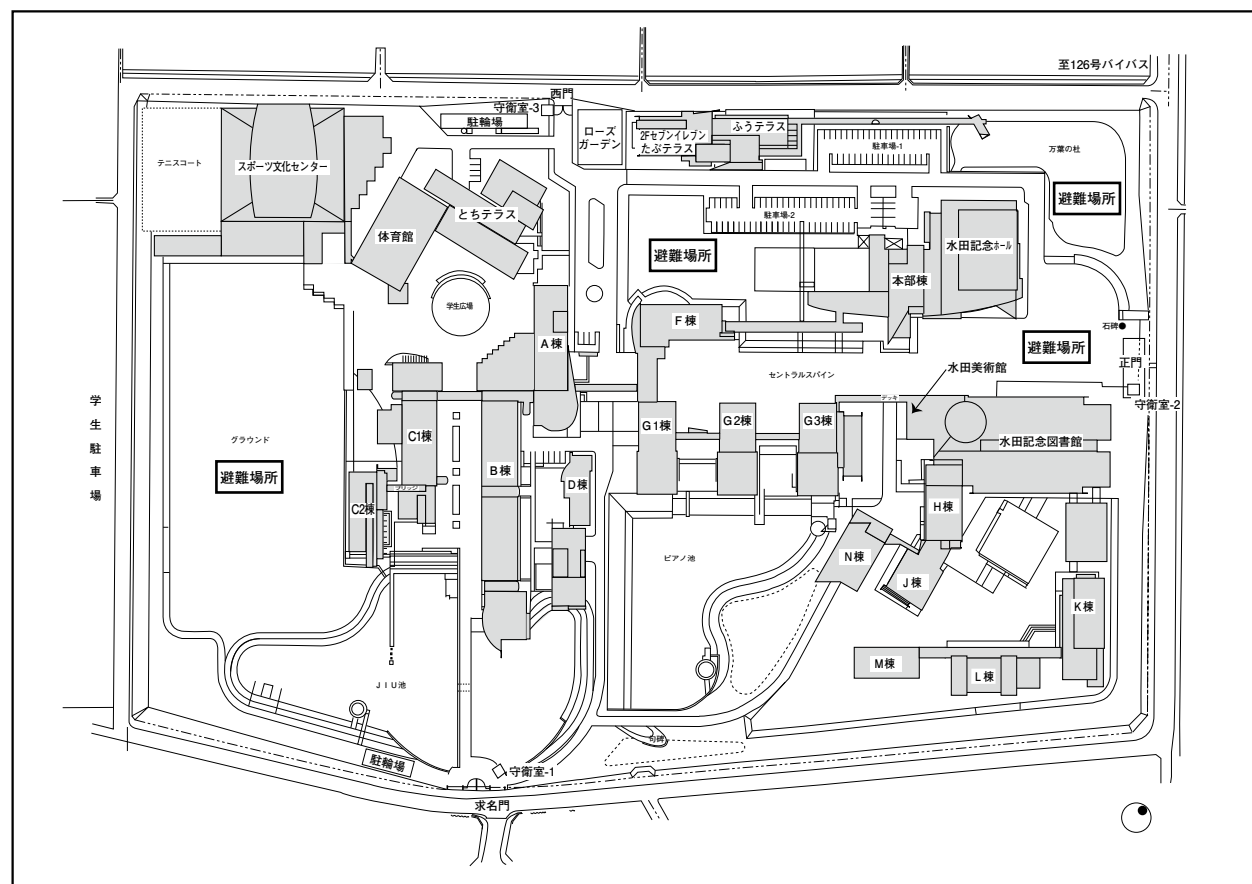 至126号バイパス
西門
守衛室-3
駐輪場
ローズ
ガーデン
2Fセブンイレブン
たぶテラス
ふうテラス
駐車場-1
万葉の杜
テニスコート
スポーツ文化センター
避難場所
とちテラス
駐車場-2
体育館
避難場所
水田記念ホール
本部棟
学生広場
F棟
石碑
A棟
避難場所
正門
セントラルスパイン
水田美術館
守衛室-2
デッキ
学生駐車場
グラウンド
C1棟
G1棟
G2棟
G3棟
水田記念図書館
避難場所
B棟
D棟
ブリッジ
C2棟
H棟
ピアノ池
N棟
J棟
K棟
M棟
L棟
JIU池
句碑
駐輪場
守衛室-1
求名門